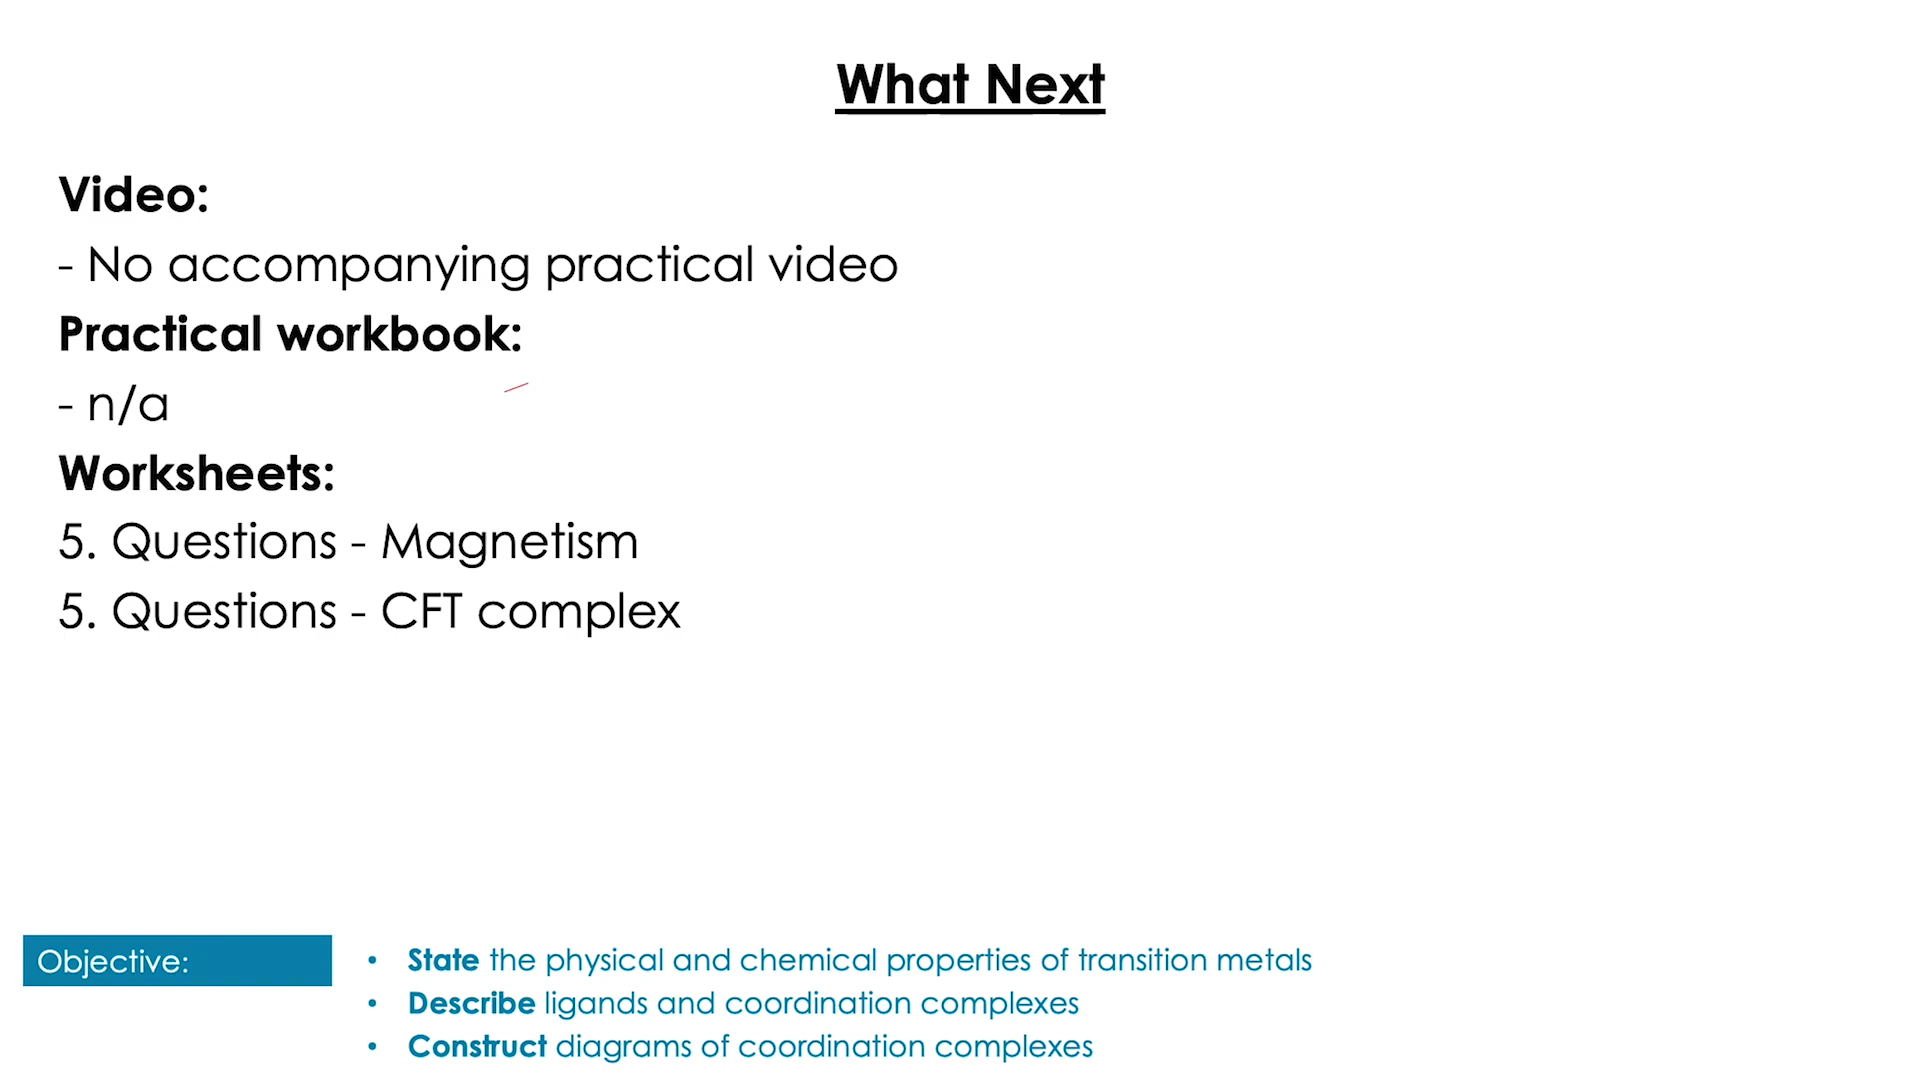 What Next
Video:
- No accompanying practical video
Practical workbook:
- n/a
Worksheets:
5. Questions - Magnetism
5. Questions - CFT complex
Objective:
• State the physical and chemical properties of transition metals
• Describe ligands and coordination complexes
• Construct diagrams of coordination complexes